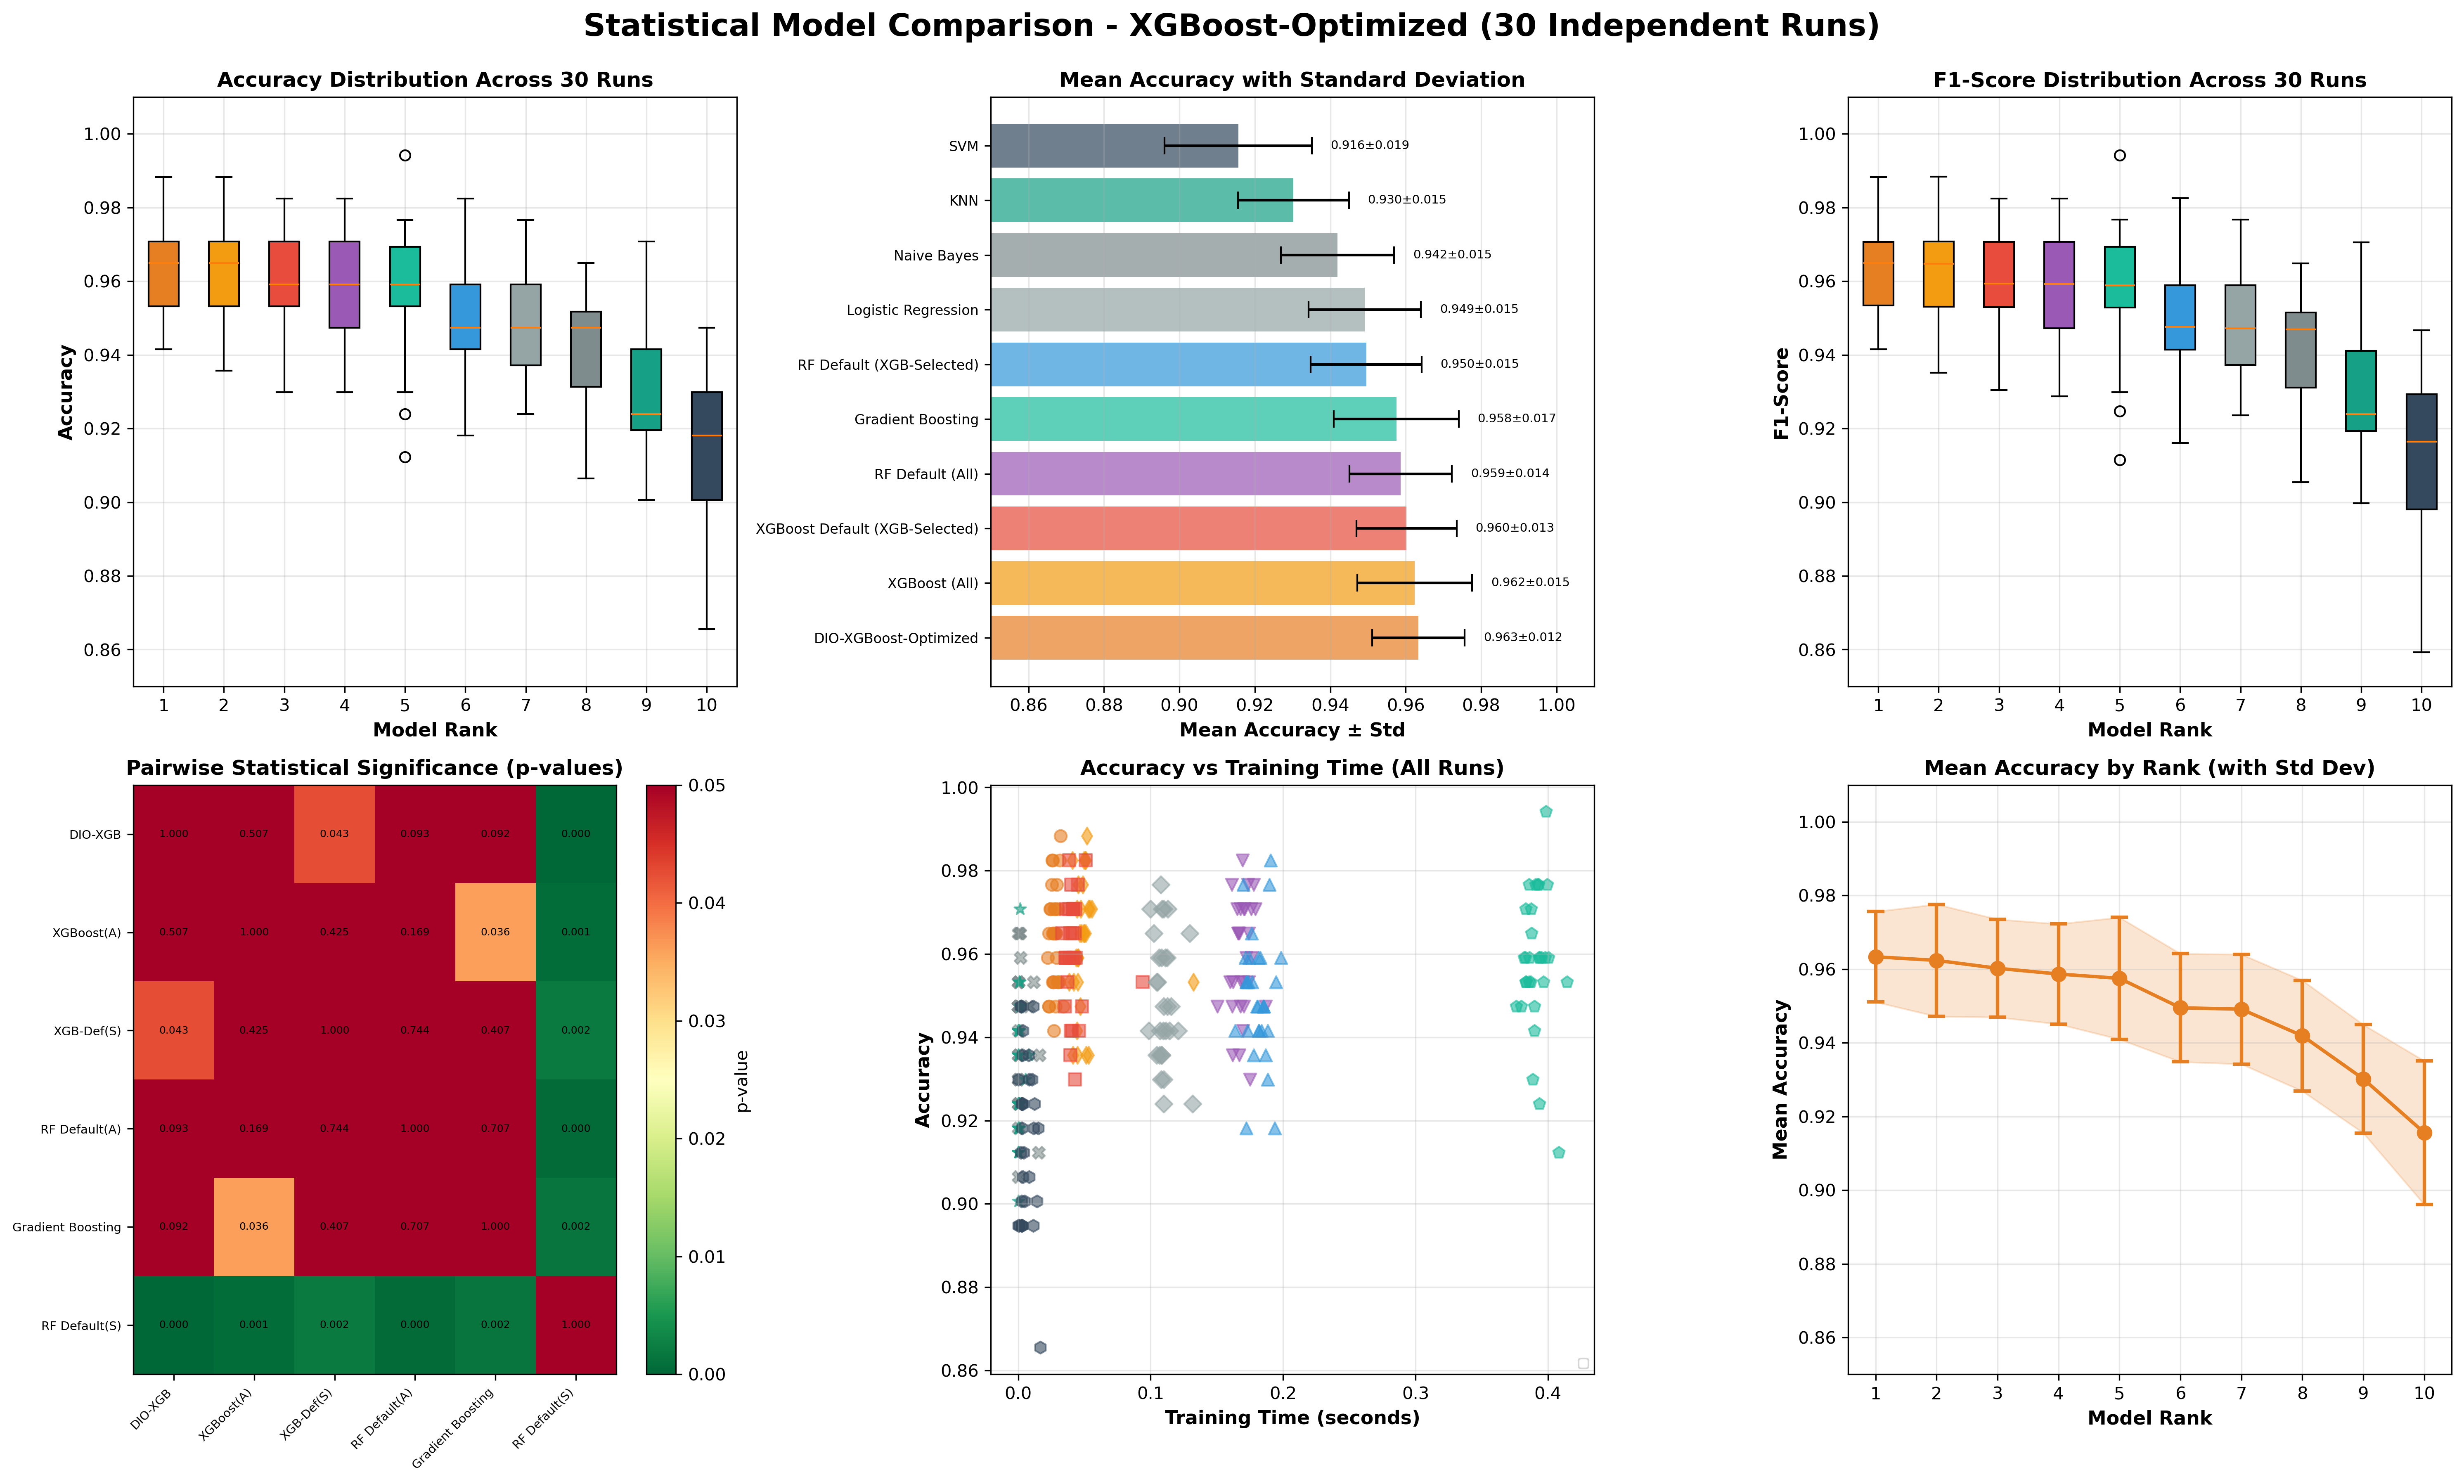 Statistical Model Comparison - XGBoost-Optimized (30 Independent Runs)
Accuracy Distribution Across 30 Runs
Accuracy
1.00
0.98
0.96
0.94
0.92
0.90
0.88
0.86
1 2 3 4 5 6 7 8 9 10
Model Rank
Mean Accuracy with Standard Deviation
SVM 0.916±0.019
KNN 0.930±0.015
Naive Bayes 0.942±0.015
Logistic Regression 0.949±0.015
RF Default (XGB-Selected) 0.950±0.015
Gradient Boosting 0.958±0.017
RF Default (All) 0.959±0.014
XGBoost Default (XGB-Selected) 0.960±0.013
XGBoost (All) 0.962±0.015
DIO-XGBoost-Optimized 0.963±0.012
0.86 0.88 0.90 0.92 0.94 0.96 0.98 1.00
Mean Accuracy ± Std
F1-Score Distribution Across 30 Runs
F1-Score
1.00
0.98
0.96
0.94
0.92
0.90
0.88
0.86
1 2 3 4 5 6 7 8 9 10
Model Rank
Pairwise Statistical Significance (p-values)
DIO-XGB 1.000 0.507 0.043 0.093 0.092 0.000
XGBoost(A) 0.507 1.000 0.425 0.169 0.036 0.001
XGB-Def(S) 0.043 0.425 1.000 0.744 0.407 0.002
RF Default(A) 0.093 0.169 0.744 1.000 0.707 0.000
Gradient Boosting 0.092 0.036 0.407 0.707 1.000 0.002
RF Default(S) 0.000 0.001 0.002 0.000 0.002 1.000
DIO-XGB
XGBoost(A)
XGB-Def(S)
RF Default(A)
Gradient Boosting
RF Default(S)
0.05
0.04
0.03
0.02
0.01
0.00
p-value
Accuracy vs Training Time (All Runs)
Accuracy
1.00
0.98
0.96
0.94
0.92
0.90
0.88
0.86
0.0 0.1 0.2 0.3 0.4
Training Time (seconds)
Mean Accuracy by Rank (with Std Dev)
Mean Accuracy
1.00
0.98
0.96
0.94
0.92
0.90
0.88
0.86
1 2 3 4 5 6 7 8 9 10
Model Rank